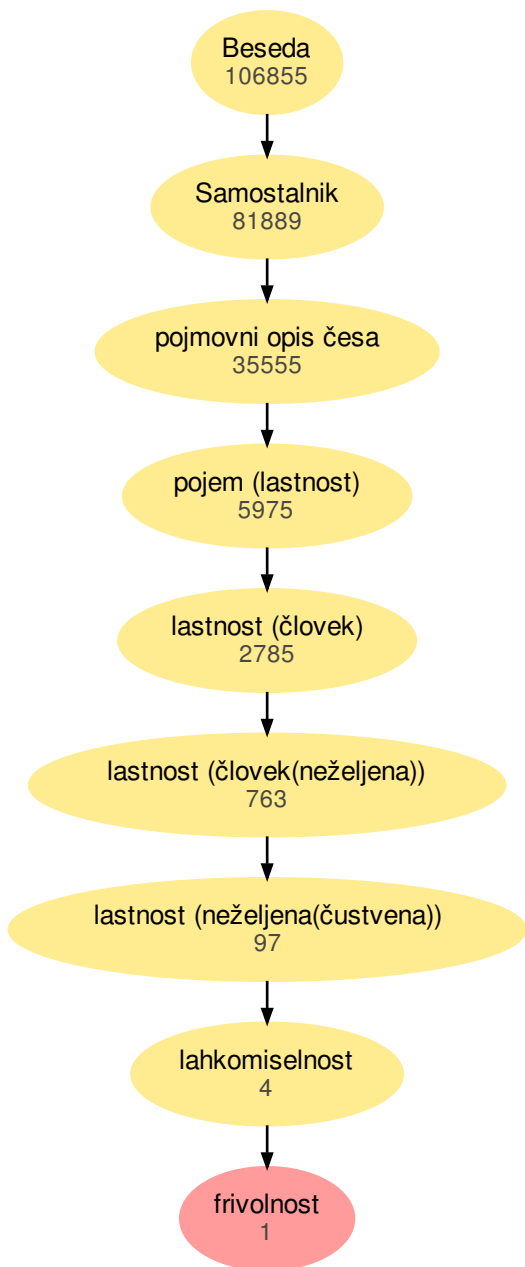 Beseda
106855
Samostalnik
81889
pojmovni opis česa
35555
pojem (lastnost)
5975
lastnost (človek)
2785
lastnost (človek(neželjena))
763
lastnost (neželjena(čustvena))
97
lahkomiselnost
4
frivolnost
1